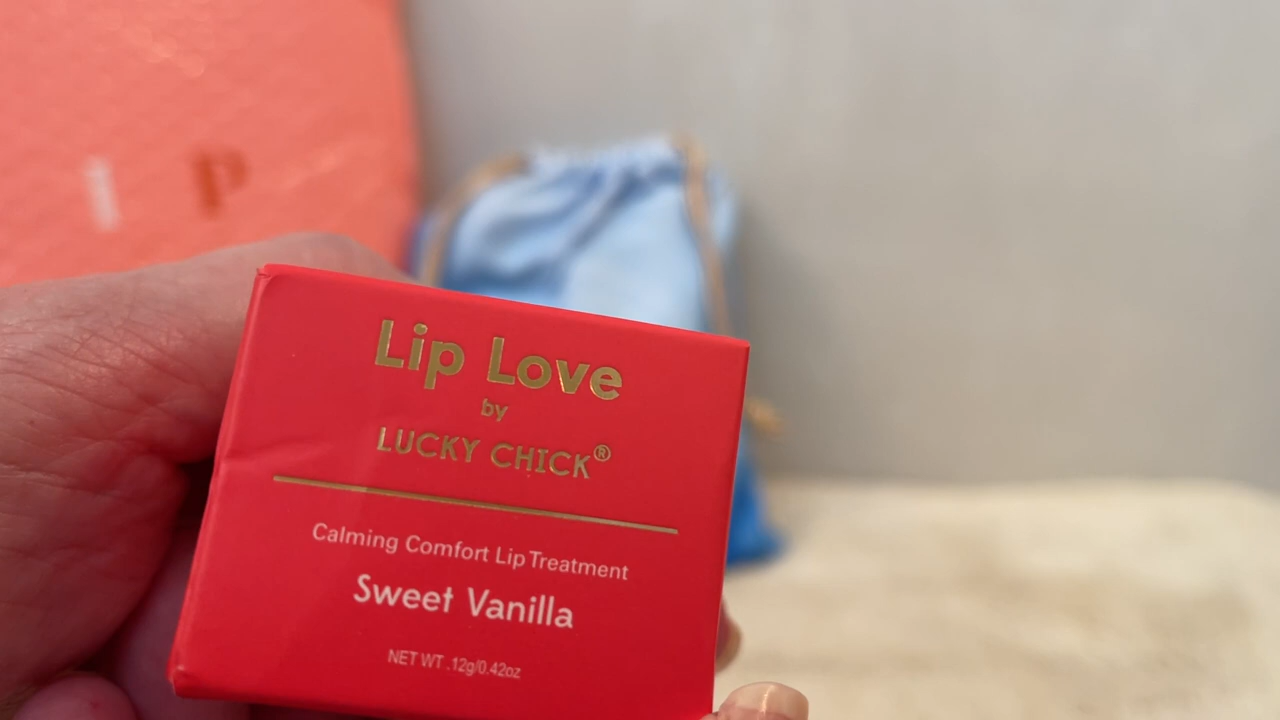 I P
Lip Love
by
LUCKY CHICK®
Calming Comfort Lip Treatment
Sweet Vanilla
NET WT .12g/0.42oz